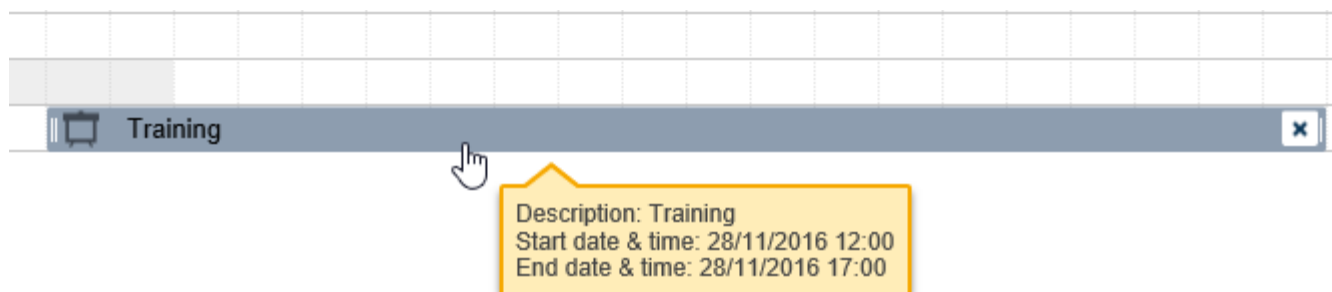 Training
Description: Training
Start date & time: 28/11/2016 12:00
End date & time: 28/11/2016 17:00